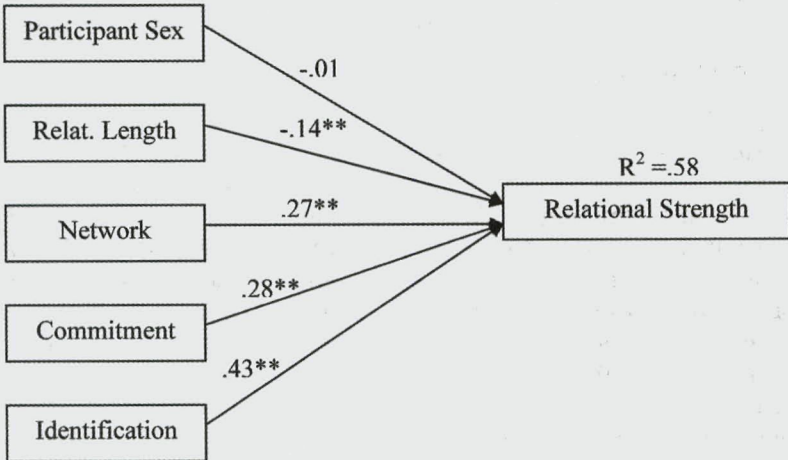 Participant Sex
-.01
Relat. Length
-.14**
R² =.58
Relational Strength
Network
.27**
.28**
Commitment
.43**
Identification